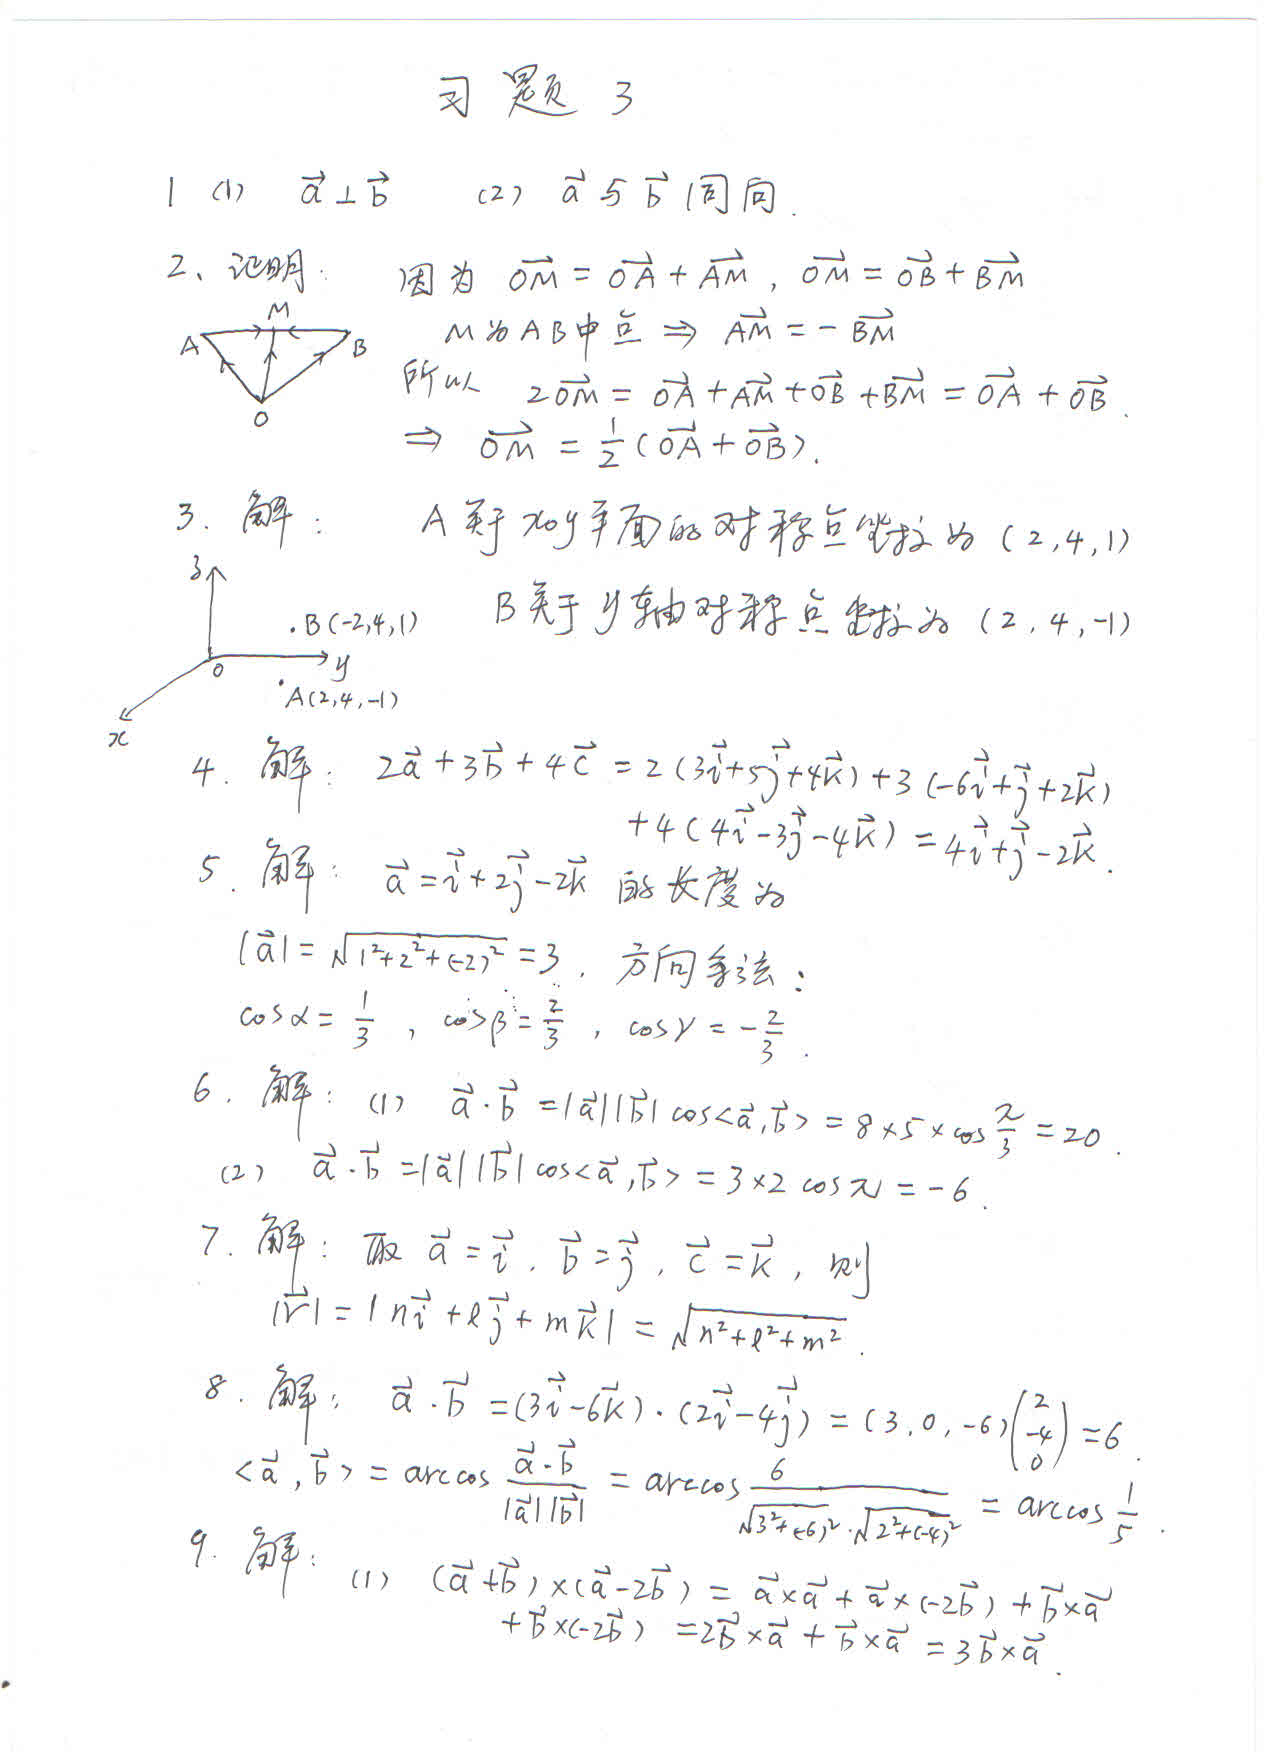 习题 3
1 (1) a⃗⊥b⃗ (2) a⃗与b⃗同向.
2、证明: 因为 OM⃗ = OA⃗ + AM⃗, OM⃗ = OB⃗ + BM⃗
M
A
B
O
M为AB中点 ⇒ AM⃗ = -BM⃗
所以 2OM⃗ = OA⃗ + AM⃗ + OB⃗ + BM⃗ = OA⃗ + OB⃗.
⇒ OM⃗ = 1/2 (OA⃗ + OB⃗).
3. 解: A关于xoy平面的对称点坐标为 (2,4,1)
B关于y轴对称点坐标为 (2,4,-1)
z
.B(-2,4,1)
o
y
.A(2,4,-1)
x
4. 解: 2a⃗+3b⃗+4c⃗ = 2(3i⃗+5j⃗+4k⃗)+3(-6i⃗+j⃗+2k⃗)
+4(4i⃗-3j⃗-4k⃗) = 4i⃗+j⃗-2k⃗.
5. 解: a⃗=i⃗+2j⃗-2k⃗ 的长度为
|a⃗|=√(1²+2²+(-2)²)=3. 方向余弦:
cosα=1/3, cosβ=2/3, cosγ=-2/3.
6. 解: (1) a⃗·b⃗=|a⃗||b⃗|cos<a⃗,b⃗>=8×5×cos π/3=20.
(2) a⃗·b⃗=|a⃗||b⃗|cos<a⃗,b⃗>=3×2cosπ=-6.
7. 解: 取 a⃗=i⃗, b⃗=j⃗, c⃗=k⃗, 则
|r⃗|=|ni⃗+ℓj⃗+mk⃗|=√(n²+ℓ²+m²).
8. 解: a⃗·b⃗=(3i⃗-6k⃗)·(2i⃗-4j⃗)=(3,0,-6)(2 -4 0)=6.
<a⃗,b⃗>=arccos a⃗·b⃗/|a⃗||b⃗| = arccos 6/√(3²+(-6)²)·√(2²+(-4)²) = arccos 1/5.
9. 解: (1) (a⃗+b⃗)×(a⃗-2b⃗)=a⃗×a⃗+a⃗×(-2b⃗)+b⃗×a⃗
+b⃗×(-2b⃗)=2b⃗×a⃗+b⃗×a⃗=3b⃗×a⃗.